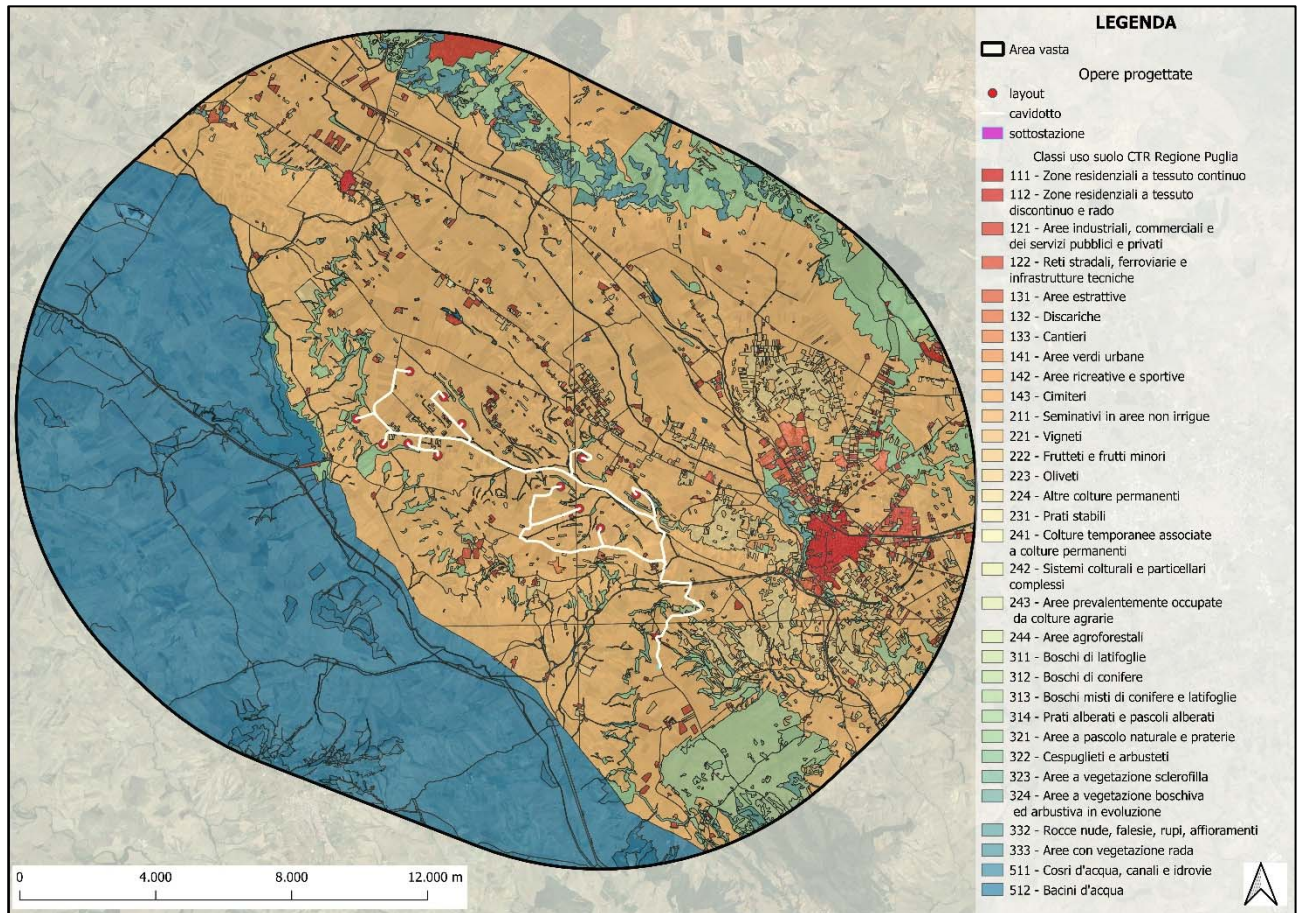 LEGENDA
Area vasta
Opere progettate
layout
cavidotto
sottostazione
Classi uso suolo CTR Regione Puglia
111 - Zone residenziali a tessuto continuo
112 - Zone residenziali a tessuto
discontinuo e rado
121 - Aree industriali, commerciali e
dei servizi pubblici e privati
122 - Reti stradali, ferroviarie e
infrastrutture tecniche
131 - Aree estrattive
132 - Discariche
133 - Cantieri
141 - Aree verdi urbane
142 - Aree ricreative e sportive
143 - Cimiteri
211 - Seminativi in aree non irrigue
221 - Vigneti
222 - Frutteti e frutti minori
223 - Oliveti
224 - Altre colture permanenti
231 - Prati stabili
241 - Colture temporanee associate
a colture permanenti
242 - Sistemi colturali e particellari
complessi
243 - Aree prevalentemente occupate
da colture agrarie
244 - Aree agroforestali
311 - Boschi di latifoglie
312 - Boschi di conifere
313 - Boschi misti di conifere e latifoglie
314 - Prati alberati e pascoli alberati
321 - Aree a pascolo naturale e praterie
322 - Cespuglieti e arbusteti
323 - Aree a vegetazione sclerofilla
324 - Aree a vegetazione boschiva
ed arbustiva in evoluzione
332 - Rocce nude, falesie, rupi, affioramenti
333 - Aree con vegetazione rada
511 - Cosri d'acqua, canali e idrovie
512 - Bacini d'acqua
0 4.000 8.000 12.000 m